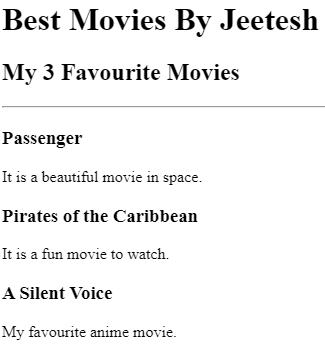 Best Movies By Jeetesh
My 3 Favourite Movies
Passenger
It is a beautiful movie in space.
Pirates of the Caribbean
It is a fun movie to watch.
A Silent Voice
My favourite anime movie.